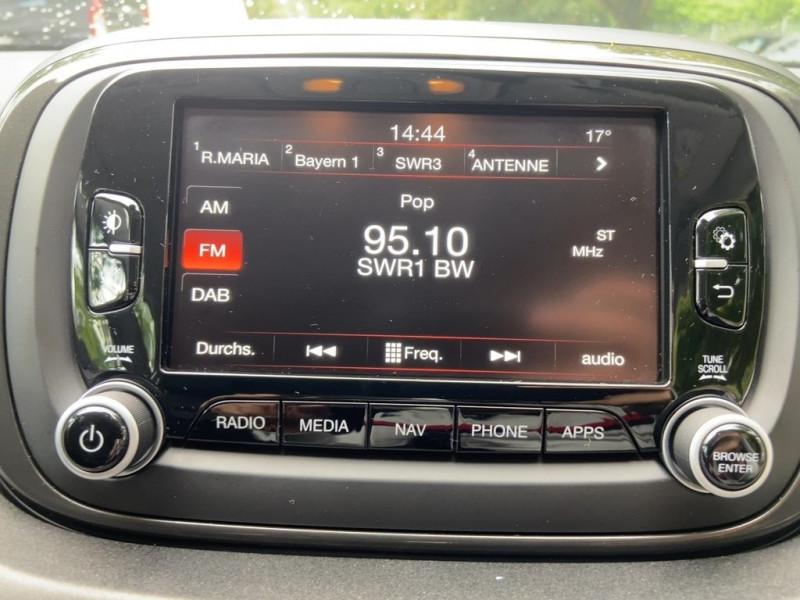 14:44 17°
1 R.MARIA 2 Bayern 1 3 SWR3 4 ANTENNE
Pop
AM
FM
DAB
95.10
ST
MHz
SWR1 BW
Durchs. Freq. audio
VOLUME
TUNE
SCROLL
RADIO MEDIA NAV PHONE APPS
BROWSE
ENTER